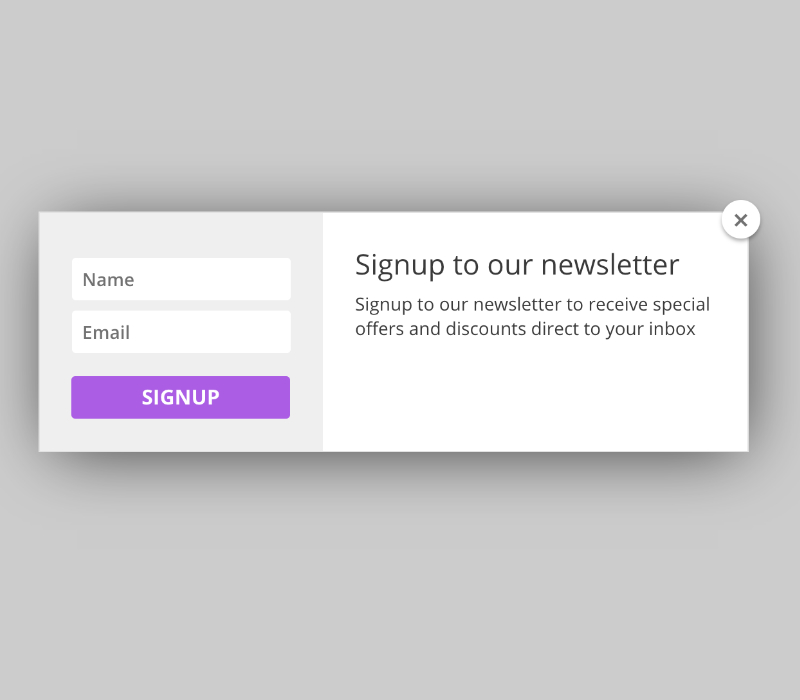 Name
Email
SIGNUP
Signup to our newsletter
Signup to our newsletter to receive special
offers and discounts direct to your inbox